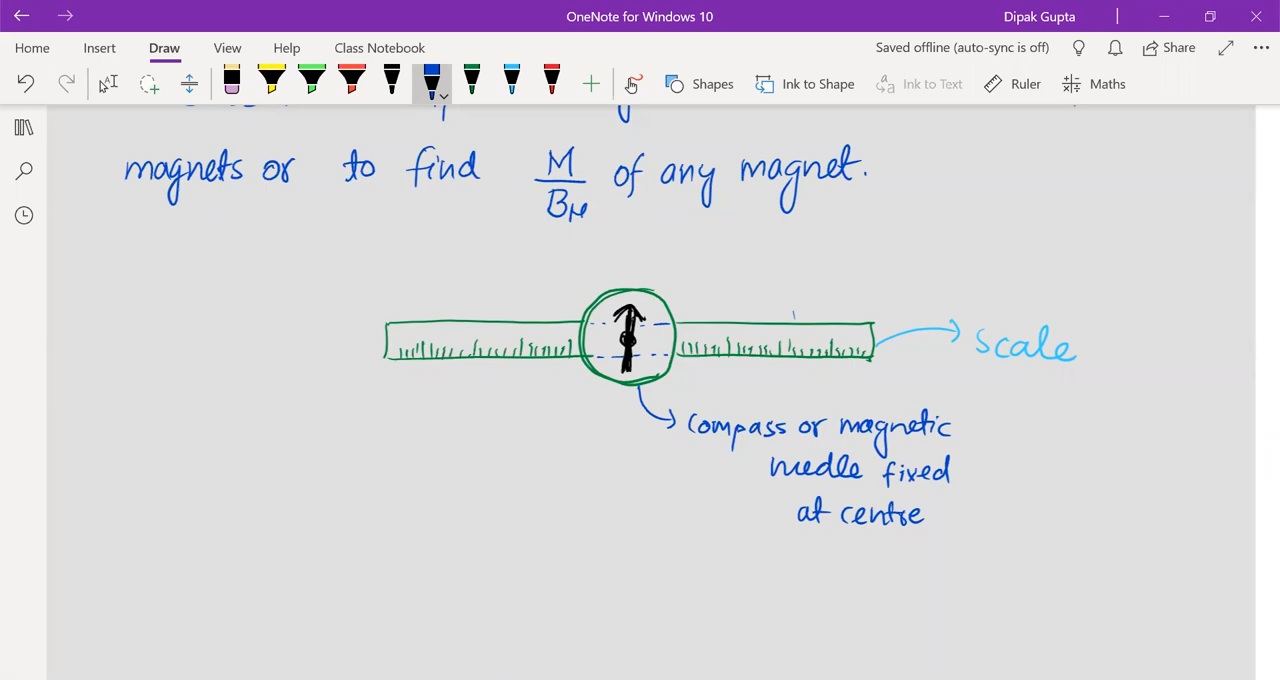 OneNote for Windows 10
Dipak Gupta
Home Insert Draw View Help Class Notebook
Saved offline (auto-sync is off)
Share
Shapes
Ink to Shape
Ink to Text
Ruler
Maths
magnets or to find M/B_H of any magnet.
scale
Compass or magnetic
needle fixed
at centre